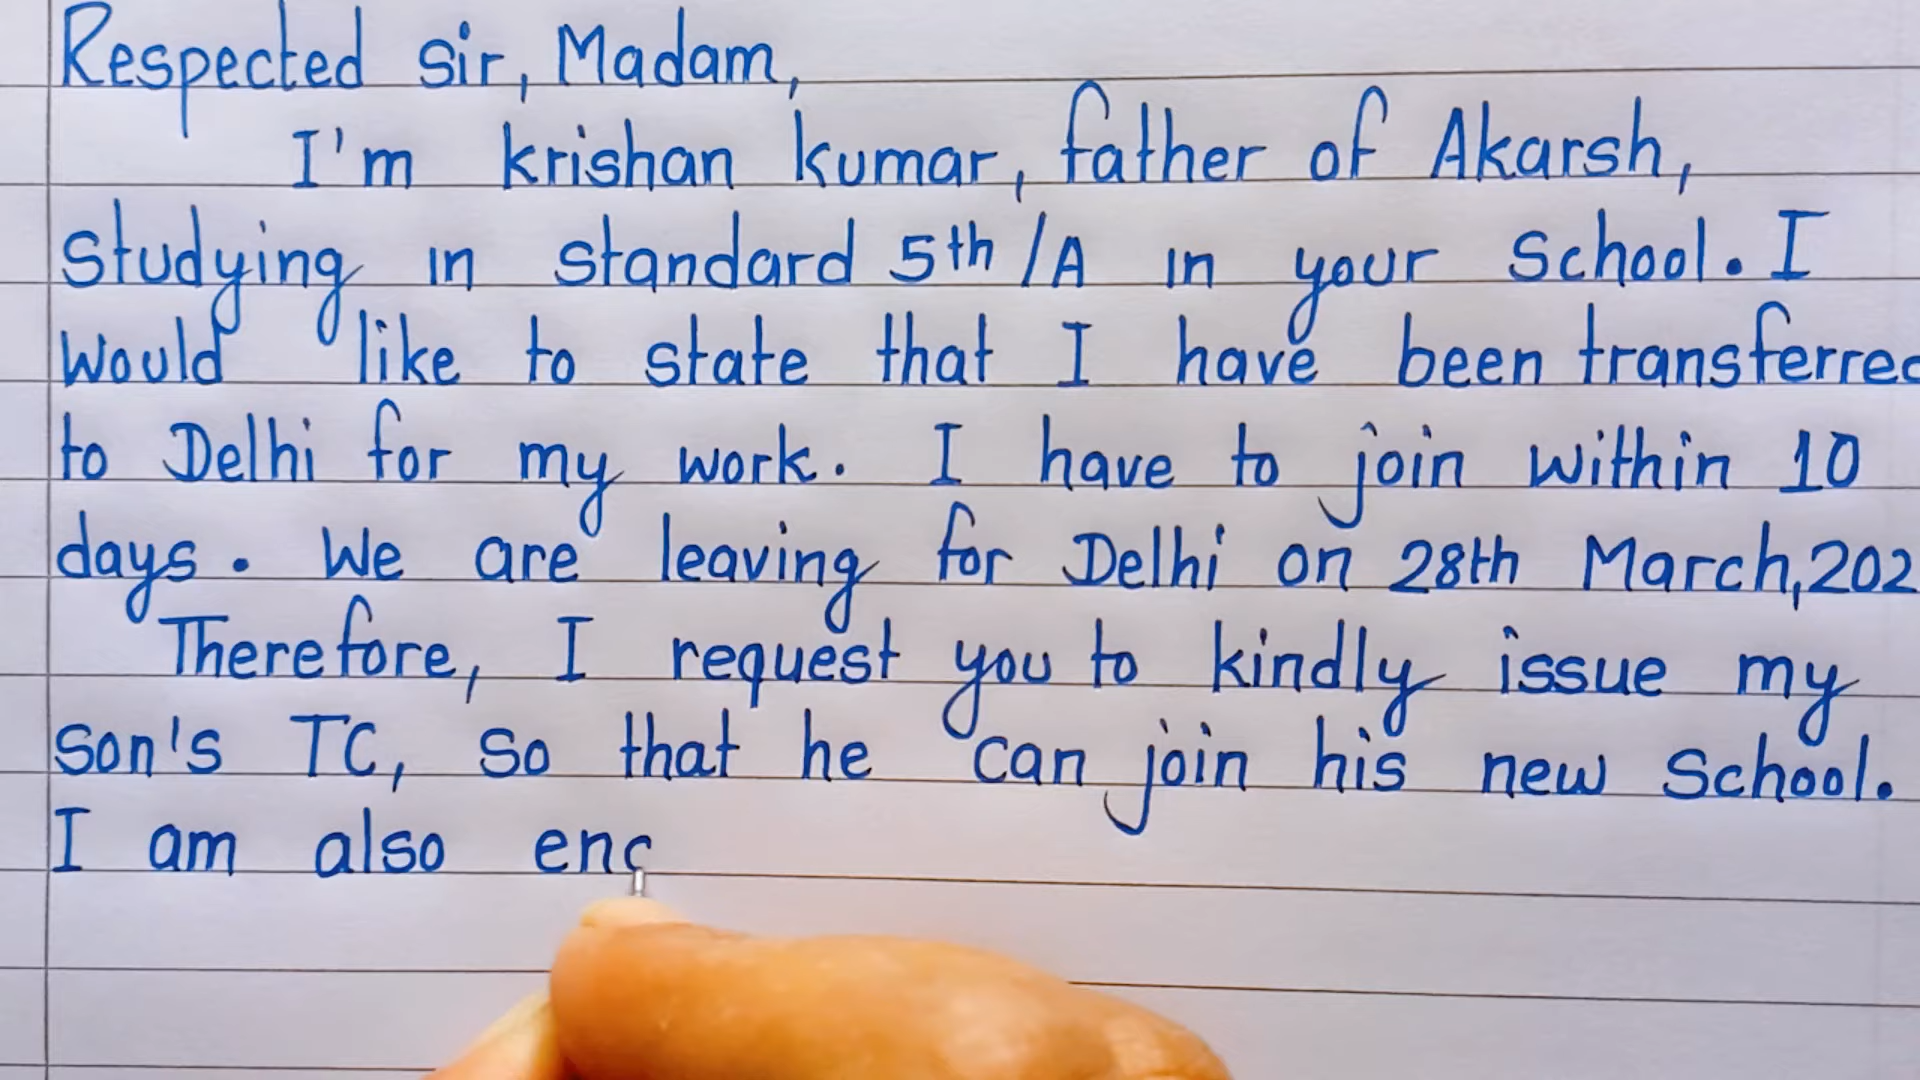 Respected Sir, Madam,
I'm krishan kumar, father of Akarsh,
studying in standard 5th /A in your School. I
would like to state that I have been transferred
to Delhi for my work. I have to join within 10
days. We are leaving for Delhi on 28th March,202
Therefore, I request you to kindly issue my
son's TC, so that he can join his new School.
I am also enc